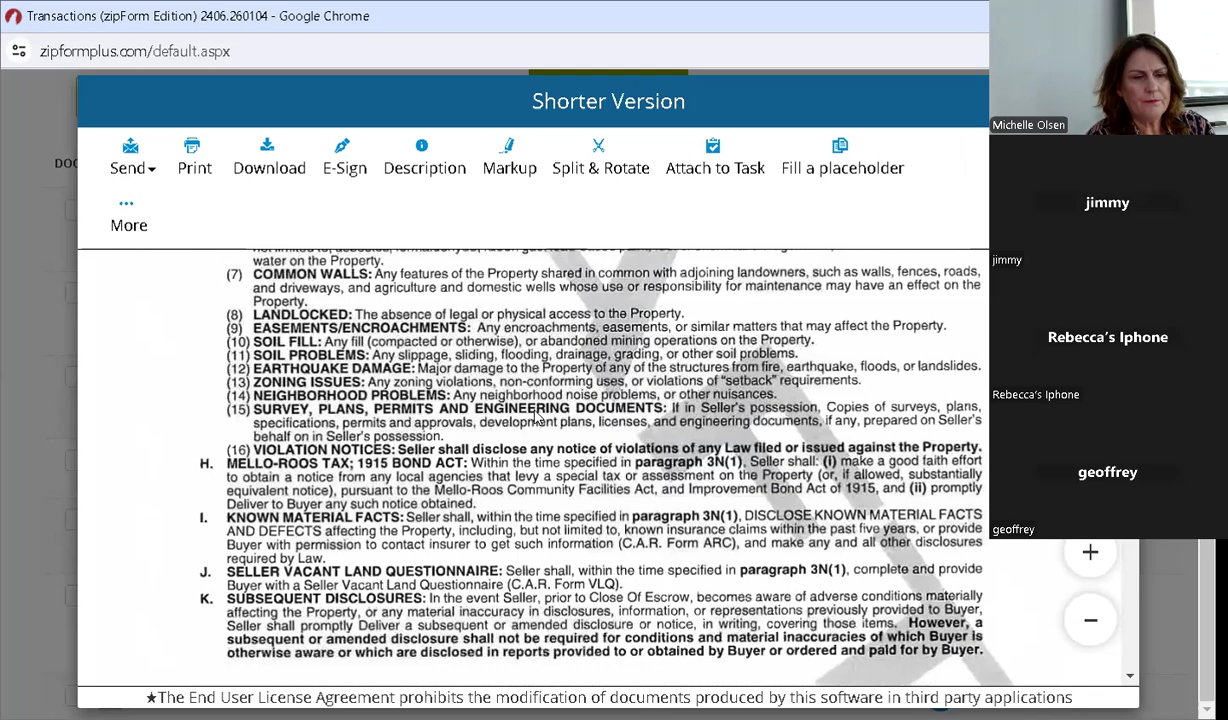 Transactions (zipForm Edition) 2406.260104 - Google Chrome
zipformplus.com/default.aspx
Shorter Version
Send Print Download E-Sign Description Markup Split & Rotate Attach to Task Fill a placeholder
More
water on the Property.
(7) COMMON WALLS: Any features of the Property shared in common with adjoining landowners, such as walls, fences, roads,
and driveways, and agriculture and domestic wells whose use or responsibility for maintenance may have an effect on the
Property.
(8) LANDLOCKED: The absence of legal or physical access to the Property.
(9) EASEMENTS/ENCROACHMENTS: Any encroachments, easements, or similar matters that may affect the Property.
(10) SOIL FILL: Any fill (compacted or otherwise), or abandoned mining operations on the Property.
(11) SOIL PROBLEMS: Any slippage, sliding, flooding, drainage, grading, or other soil problems.
(12) EARTHQUAKE DAMAGE: Major damage to the Property of any of the structures from fire, earthquake, floods, or landslides.
(13) ZONING ISSUES: Any zoning violations, non-conforming uses, or violations of "setback" requirements.
(14) NEIGHBORHOOD PROBLEMS: Any neighborhood noise problems, or other nuisances.
(15) SURVEY, PLANS, PERMITS AND ENGINEERING DOCUMENTS: If in Seller's possession, Copies of surveys, plans,
specifications, permits and approvals, development plans, licenses, and engineering documents, if any, prepared on Seller's
behalf on in Seller's possession.
(16) VIOLATION NOTICES: Seller shall disclose any notice of violations of any Law filed or issued against the Property.
H. MELLO-ROOS TAX; 1915 BOND ACT: Within the time specified in paragraph 3N(1), Seller shall: (i) make a good faith effort
to obtain a notice from any local agencies that levy a special tax or assessment on the Property (or, if allowed, substantially
equivalent notice), pursuant to the Mello-Roos Community Facilities Act, and Improvement Bond Act of 1915, and (ii) promptly
Deliver to Buyer any such notice obtained.
I. KNOWN MATERIAL FACTS: Seller shall, within the time specified in paragraph 3N(1), DISCLOSE KNOWN MATERIAL FACTS
AND DEFECTS affecting the Property, including, but not limited to, known insurance claims within the past five years, or provide
Buyer with permission to contact insurer to get such information (C.A.R. Form ARC), and make any and all other disclosures
required by Law.
J. SELLER VACANT LAND QUESTIONNAIRE: Seller shall, within the time specified in paragraph 3N(1), complete and provide
Buyer with a Seller Vacant Land Questionnaire (C.A.R. Form VLQ).
K. SUBSEQUENT DISCLOSURES: In the event Seller, prior to Close Of Escrow, becomes aware of adverse conditions materially
affecting the Property, or any material inaccuracy in disclosures, information, or representations previously provided to Buyer,
Seller shall promptly Deliver a subsequent or amended disclosure or notice, in writing, covering those items. However, a
subsequent or amended disclosure shall not be required for conditions and material inaccuracies of which Buyer is
otherwise aware or which are disclosed in reports provided to or obtained by Buyer or ordered and paid for by Buyer.
★The End User License Agreement prohibits the modification of documents produced by this software in third party applications
DOC
Michelle Olsen
jimmy
jimmy
Rebecca's Iphone
Rebecca's Iphone
geoffrey
geoffrey